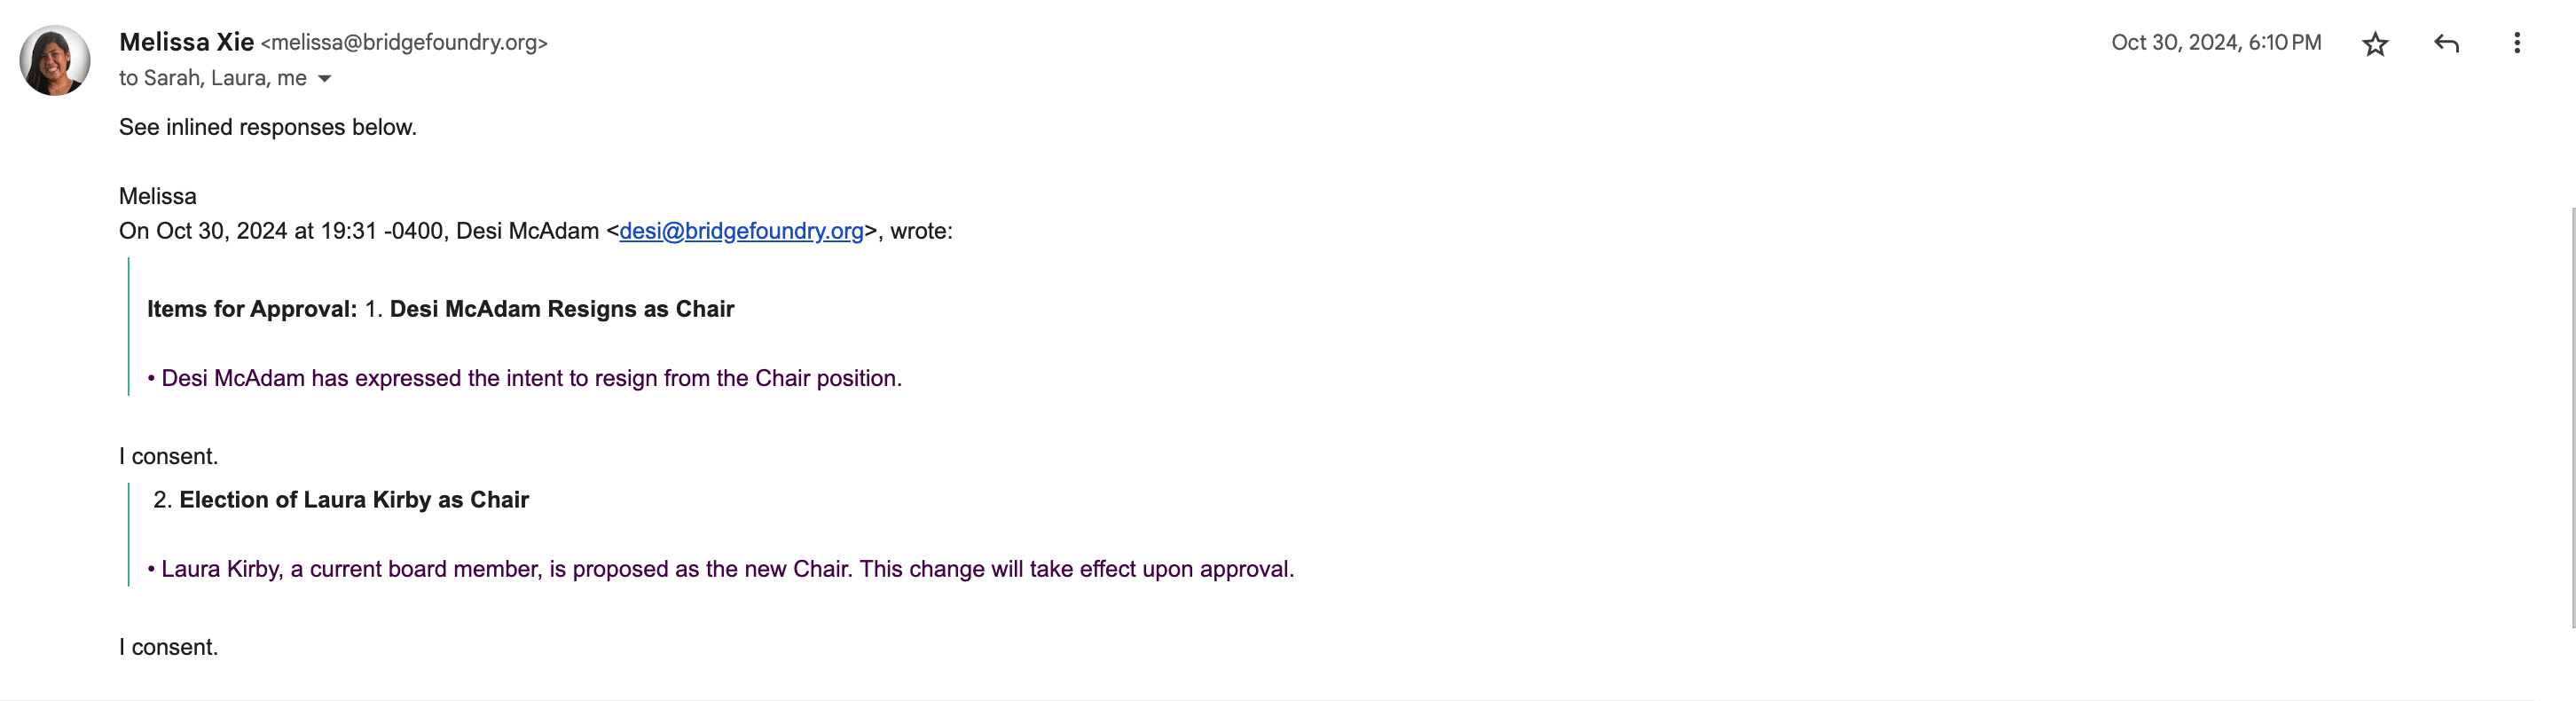 Melissa Xie <melissa@bridgefoundry.org>
Oct 30, 2024, 6:10 PM
to Sarah, Laura, me
See inlined responses below.
Melissa
On Oct 30, 2024 at 19:31 -0400, Desi McAdam <desi@bridgefoundry.org>, wrote:
Items for Approval: 1. Desi McAdam Resigns as Chair
• Desi McAdam has expressed the intent to resign from the Chair position.
I consent.
2. Election of Laura Kirby as Chair
• Laura Kirby, a current board member, is proposed as the new Chair. This change will take effect upon approval.
I consent.